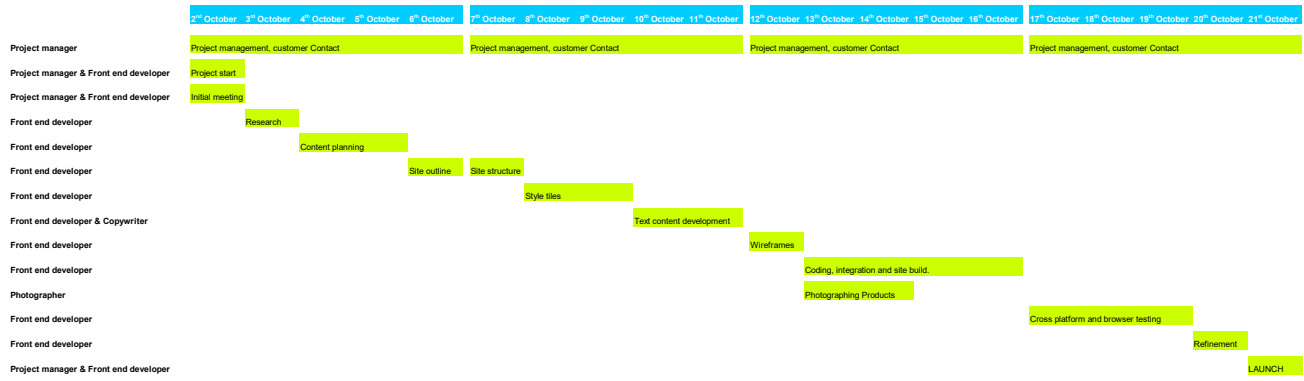 2nd October 3rd October 4th October 5th October 6th October 7th October 8th October 9th October 10th October 11th October 12th October 13th October 14th October 15th October 16th October 17th October 18th October 19th October 20th October 21st October
Project manager Project management, customer Contact Project management, customer Contact Project management, customer Contact Project management, customer Contact
Project manager & Front end developer Project start
Project manager & Front end developer Initial meeting
Front end developer Research
Front end developer Content planning
Front end developer Site outline Site structure
Front end developer Style tiles
Front end developer & Copywriter Text content development
Front end developer Wireframes
Front end developer Coding, integration and site build.
Photographer Photographing Products
Front end developer Cross platform and browser testing
Front end developer Refinement
Project manager & Front end developer LAUNCH